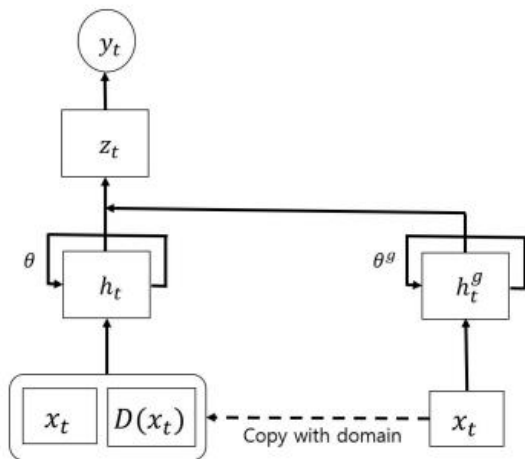 y_t
z_t
θ
h_t
θ^g
h_t^g
x_t
D(x_t)
Copy with domain
x_t